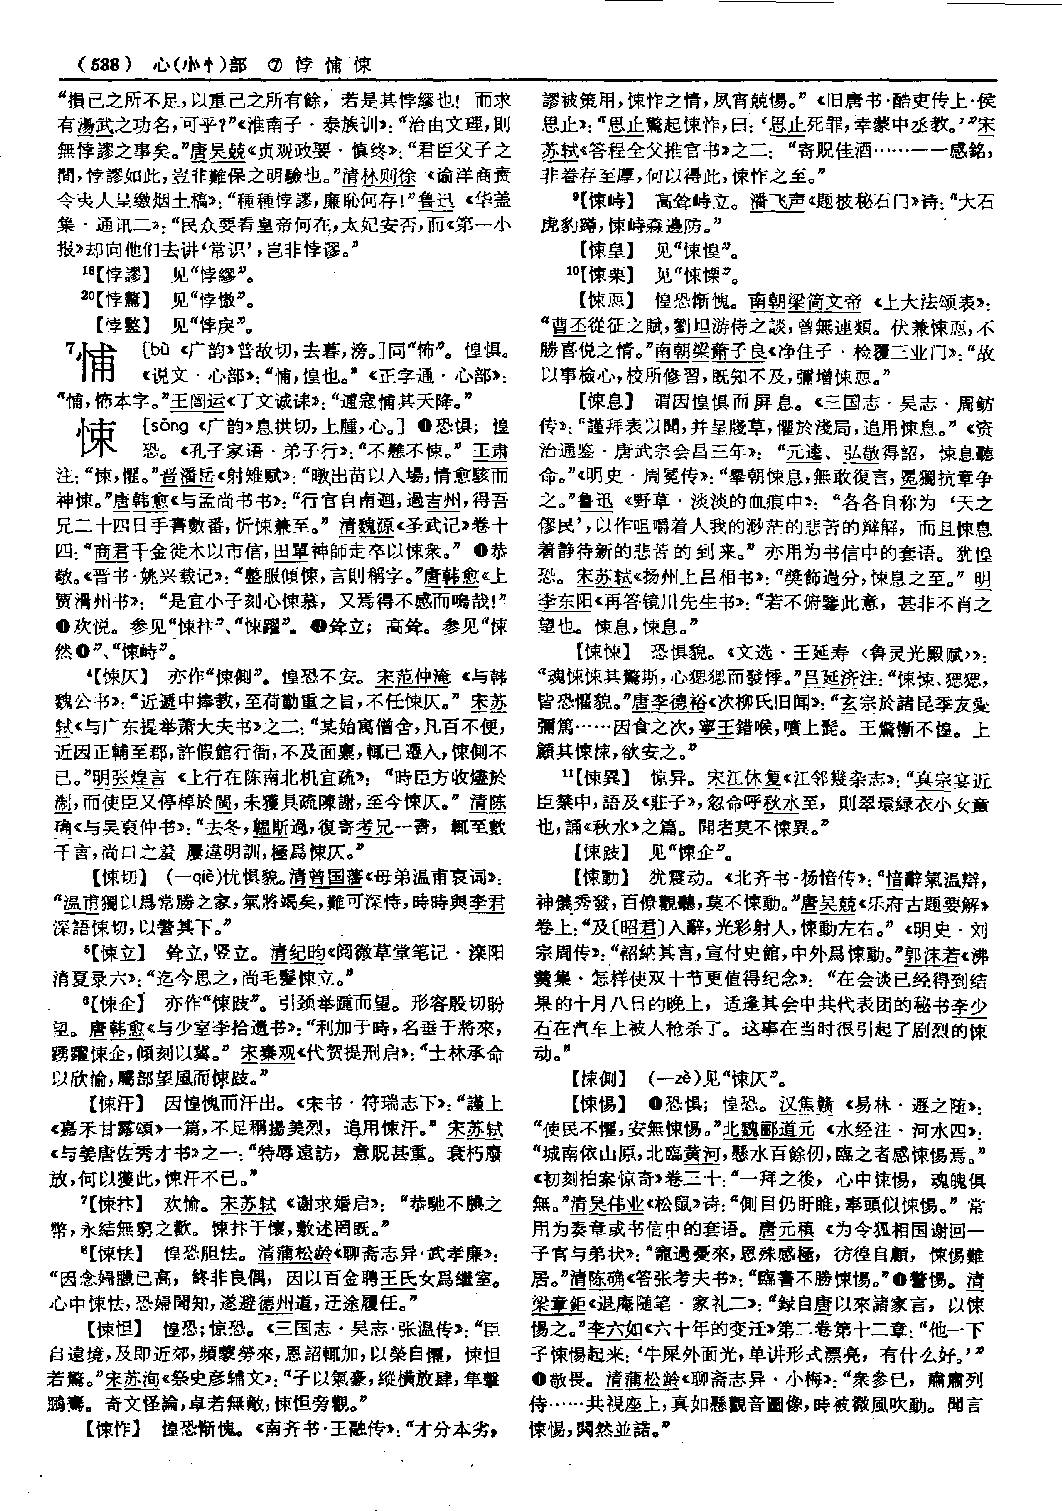 (588) 心(小忄)部 ⑦ 悖 悑 悚
“損己之所不足,以重己之所有餘,若是其悖繆也!而求
有湯武之功名,可乎?”《淮南子·泰族训》:“治由文理,則
無悖謬之事矣。”唐吴兢《贞观政要·慎终》:“君臣父子之
間,悖謬如此,豈非難保之明驗也。”清林则徐《谕洋商责
令夹人呈缴烟土稿》:“種種悖謬,廉恥何存!”鲁迅《华盖
集·通讯二》:“民众要看皇帝何在,太妃安否,而《第一小
报》却向他们去讲‘常识’,岂非悖谬。”
¹⁸【悖謬】 见“悖繆”。
²⁰【悖鷔】 见“悖慠”。
【悖盭】 见“悖戾”。
⁷悑 [bù《广韵》普故切,去暮,滂。]同“怖”。惶惧。
《说文·心部》:“悑,惶也。”《正字通·心部》:
“悑,怖本字。”王闿运《丁文诚诔》:“逋寇悑其天降。”
悚 [sǒng《广韵》息拱切,上腫,心。]❶恐惧;惶
恐。《孔子家语·弟子行》:“不戁不悚。”王肃
注:“悚,懼。”晋潘岳《射雉赋》:“暾出苗以入場,情愈駭而
神悚。”唐韩愈《与孟尚书书》:“行官自南迴,過吉州,得吾
兄二十四日手書數番,忻悚兼至。”清魏源《圣武记》卷十
四:“商君千金徙木以市信,田單神師走卒以悚衆。”❷恭
敬。《晋书·姚兴载记》:“整服傾悚,言則稱字。”唐韩愈《上
贾滑州书》:“是宜小子刻心悚慕,又焉得不感而鳴哉!”
❸欢悦。参见“悚抃”、“悚躍”。❹耸立;高耸。参见“悚
然❶”、“悚峙”。
⁴【悚仄】 亦作“悚側”。惶恐不安。宋范仲淹《与韩
魏公书》:“近遞中捧教,至荷勤重之旨,不任悚仄。”宋苏
轼《与广东提举萧大夫书》之二:“某始寓僧舍,凡百不便,
近因正輔至郡,許假館行衙,不及面稟,輒已遷入,悚側不
已。”明张煌言《上行在陈南北机宜疏》:“時臣方收燼於
浙,而使臣又停棹於閩,未獲具疏陳謝,至今悚仄。”清陈
确《与吴裒仲书》:“去冬,韞斯過,復寄考兄一書,輒至數
千言,尚口之羞 屢違明訓,極爲悚仄。”
【悚切】 (—qiè)忧惧貌。清曾国藩《母弟温甫哀词》:
“温甫獨以爲常勝之家,氣將竭矣,難可深恃,時時與李君
深語悚切,以警其下。”
⁵【悚立】 耸立,竖立。清纪昀《阅微草堂笔记·滦阳
消夏录六》:“迄今思之,尚毛髮悚立。”
⁶【悚企】 亦作“悚跂”。引颈举踵而望。形容殷切盼
望。唐韩愈《与少室李拾遗书》:“利加于時,名垂于將來,
踴躍悚企,傾刻以冀。”宋秦观《代贺提刑启》:“士林承命
以欣愉,屬部望風而悚跂。”
【悚汗】 因惶愧而汗出。《宋书·符瑞志下》:“謹上
《嘉禾甘露頌》一篇,不足稱揚美烈,追用悚汗。”宋苏轼
《与姜唐佐秀才书》之一:“特辱遠訪,意貺甚重。衰朽廢
放,何以獲此,悚汗不已。”
⁷【悚抃】 欢愉。宋苏轼《谢求婚启》:“恭馳不腆之
幣,永結無窮之歡。悚抃于懷,敷述罔既。”
⁸【悚怯】 惶恐胆怯。清蒲松龄《聊斋志异·武孝廉》:
“因念婦臘已高,終非良偶,因以百金聘王氏女爲繼室。
心中悚怯,恐婦聞知,遂避德州道,迂途履任。”
【悚怛】 惶恐;惊恐。《三国志·吴志·张温传》:“臣
自遠境,及即近郊,頻蒙勞來,恩詔輒加,以榮自懼,悚怛
若驚。”宋苏洵《祭史彦辅文》:“子以氣豪,縱横放肆,隼擊
鵬騫。奇文怪論,卓若無敵,悚怛旁觀。”
【悚怍】 惶恐惭愧。《南齐书·王融传》:“才分本劣,
謬被策用,悚怍之情,夙宵兢惕。”《旧唐书·酷吏传上·侯
思止》:“思止驚起悚怍,曰:‘思止死罪,幸蒙中丞教。’”宋
苏轼《答程全父推官书》之二:“寄貺佳酒……一一感銘,
非眷存至厚,何以得此,悚怍之至。”
⁹【悚峙】 高耸峙立。潘飞声《题披秘石门》诗:“大石
虎豹蹲,悚峙森邊防。”
【悚皇】 见“悚惶”。
¹⁰【悚栗】 见“悚慄”。
【悚恧】 惶恐惭愧。南朝梁简文帝《上大法颂表》:
“曹丕從征之賦,劉坦游侍之談,曾無連類。伏兼悚恧,不
勝喜悦之情。”南朝梁萧子良《净住子·检覆三业门》:“故
以事檢心,校所修習,既知不及,彌增悚恧。”
【悚息】 谓因惶惧而屏息。《三国志·吴志·周鲂
传》:“謹拜表以聞,并呈牋草,懼於淺局,追用悚息。”《资
治通鉴·唐武宗会昌三年》:“元逵、弘敬得詔,悚息聽
命。”《明史·周冕传》:“舉朝悚息,無敢復言,冕獨抗章争
之。”鲁迅《野草·淡淡的血痕中》:“各各自称为‘天之
僇民’,以作咀嚼着人我的渺茫的悲苦的辩解,而且悚息
着静待新的悲苦的到来。”亦用为书信中的套语。犹惶
恐。宋苏轼《扬州上吕相书》:“獎飾過分,悚息之至。”明
李东阳《再答镜川先生书》:“若不俯鑒此意,甚非不肖之
望也。悚息,悚息。”
【悚悚】 恐惧貌。《文选·王延寿〈鲁灵光殿赋〉》:
“魂悚悚其驚斯,心㥴㥴而發悸。”吕延济注:“悚悚、㥴㥴,
皆恐懼貌。”唐李德裕《次柳氏旧闻》:“玄宗於諸昆季友愛
彌篤……因食之次,寧王錯喉,噴上髭。王驚慚不遑。上
顧其悚悚,欲安之。”
¹¹【悚異】 惊异。宋江休复《江邻幾杂志》:“真宗宴近
臣禁中,語及《莊子》,忽命呼秋水至,則翠環緑衣小女童
也,誦《秋水》之篇。聞者莫不悚異。”
【悚跂】 见“悚企”。
【悚動】 犹震动。《北齐书·杨愔传》:“愔辭氣温辯,
神儀秀發,百僚觀聽,莫不悚動。”唐吴兢《乐府古题要解》
卷上:“及〔昭君〕入辭,光彩射人,悚動左右。”《明史·刘
宗周传》:“詔納其言,宣付史館,中外爲悚動。”郭沫若《沸
羹集·怎样使双十节更值得纪念》:“在会谈已经得到结
果的十月八日的晚上,适逢其会中共代表团的秘书李少
石在汽车上被人枪杀了。这事在当时很引起了剧烈的悚
动。”
【悚側】 (—zè)见“悚仄”。
【悚惕】 ❶恐惧;惶恐。汉焦赣《易林·遯之随》:
“使民不懼,安無悚惕。”北魏郦道元《水经注·河水四》:
“城南依山原,北臨黄河,懸水百餘仞,臨之者感悚惕焉。”
《初刻拍案惊奇》卷三十:“一拜之後,心中悚惕,魂魄俱
無。”清吴伟业《松鼠》诗:“側目仍盱睢,奉頭似悚惕。”常
用为奏章或书信中的套语。唐元稹《为令狐相国谢回一
子官与弟状》:“寵過憂來,恩殊感極,彷徨自顧,悚惕難
居。”清陈确《答张考夫书》:“臨書不勝悚惕。”❷警惕。清
梁章鉅《退庵随笔·家礼二》:“録自唐以來諸家言,以悚
惕之。”李六如《六十年的变迁》第二卷第十二章:“他一下
子悚惕起来:‘牛屎外面光,单讲形式漂亮,有什么好。’”
❸敬畏。清蒲松龄《聊斋志异·小梅》:“衆参已,肅肅列
侍……共視座上,真如懸觀音圖像,時被微風吹動。聞言
悚惕,鬨然並諾。”